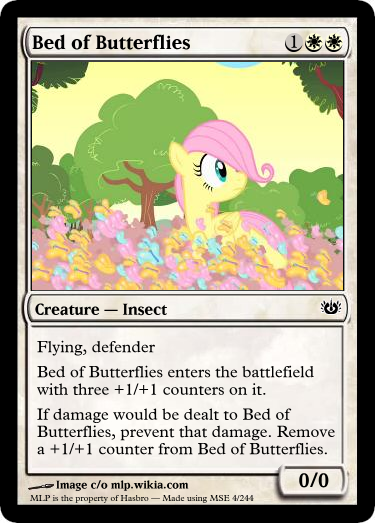 Bed of Butterflies 1
Creature — Insect
Flying, defender
Bed of Butterflies enters the battlefield
with three +1/+1 counters on it.
If damage would be dealt to Bed of
Butterflies, prevent that damage. Remove
a +1/+1 counter from Bed of Butterflies.
Image c/o mlp.wikia.com
0/0
MLP is the property of Hasbro — Made using MSE 4/244